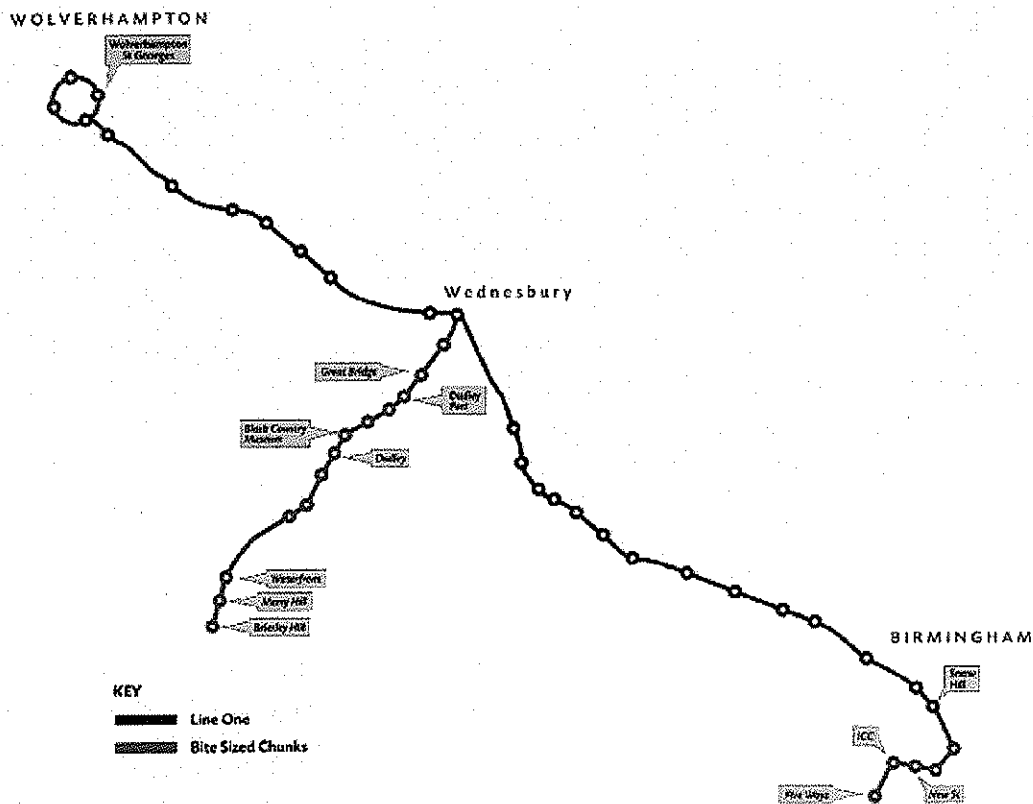 WOLVERHAMPTON
Wolverhampton
St Georges
Wednesbury
Great Bridge
Dudley
Port
Black Country
Museum
Dudley
Waterfront
Merry Hill
Brierley Hill
BIRMINGHAM
Snow
Hill
KEY
Line One
ICC
Bite Sized Chunks
Five Ways
New St